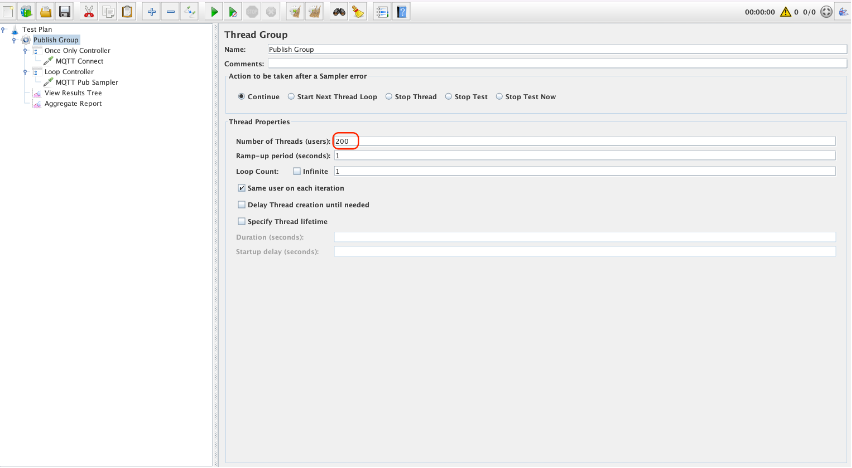 00:00:00 0 0/0
Test Plan
Publish Group
Once Only Controller
MQTT Connect
Loop Controller
MQTT Pub Sampler
View Results Tree
Aggregate Report
Thread Group
Name: Publish Group
Comments:
Action to be taken after a Sampler error
Continue Start Next Thread Loop Stop Thread Stop Test Stop Test Now
Thread Properties
Number of Threads (users): 200
Ramp-up period (seconds): 1
Loop Count: Infinite 1
Same user on each iteration
Delay Thread creation until needed
Specify Thread lifetime
Duration (seconds):
Startup delay (seconds):